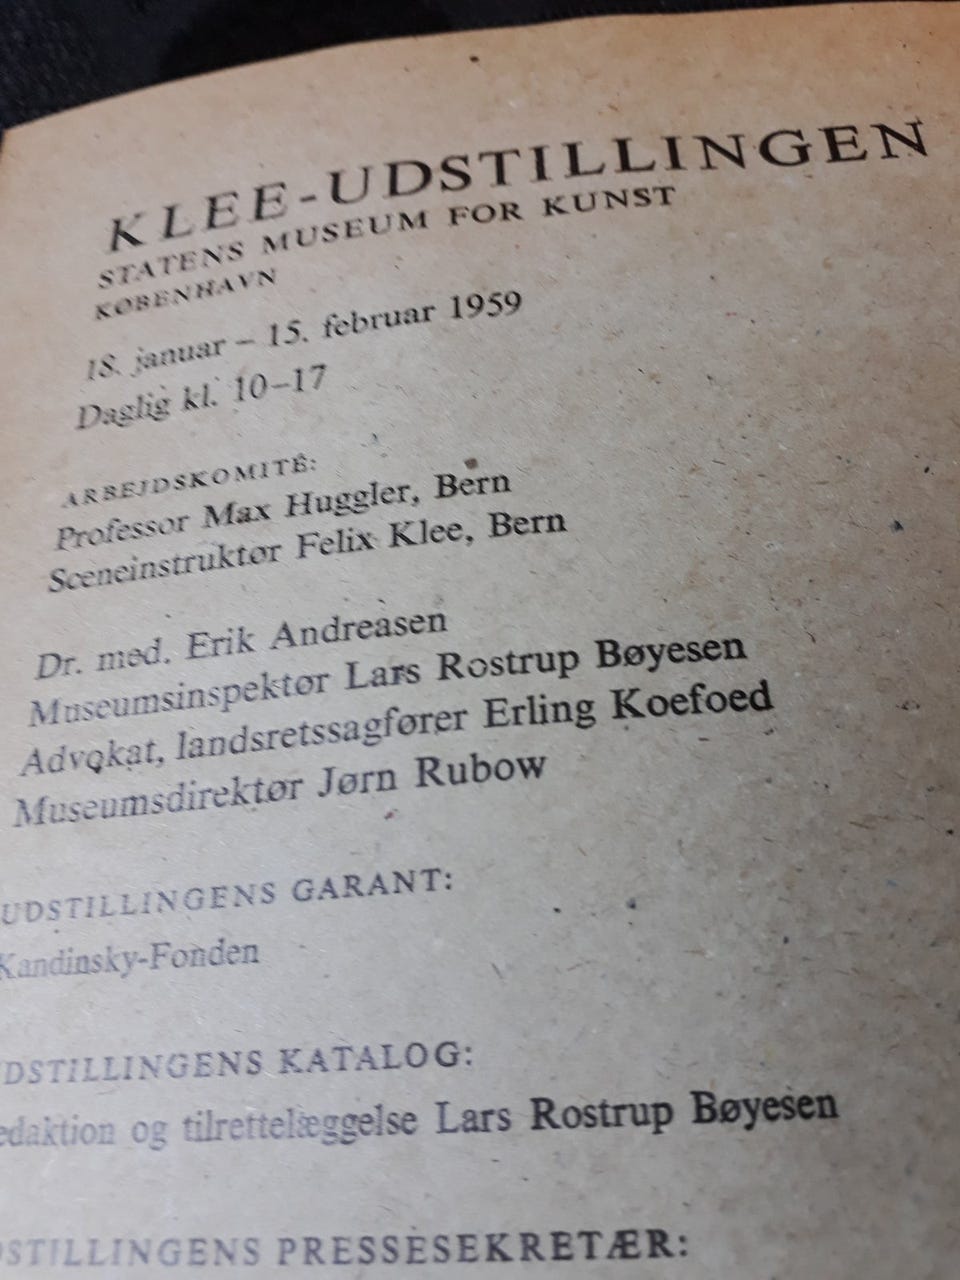 KLEE-UDSTILLINGEN
STATENS MUSEUM FOR KUNST
KØBENHAVN
18. januar – 15. februar 1959
Daglig kl. 10–17
ARBEJDSKOMITÉ:
Professor Max Huggler, Bern
Sceneinstruktør Felix Klee, Bern
Dr. med. Erik Andreasen
Museumsinspektør Lars Rostrup Bøyesen
Advokat, landsretssagfører Erling Koefoed
Museumsdirektør Jørn Rubow
UDSTILLINGENS GARANT:
Kandinsky-Fonden
DSTILLINGENS KATALOG:
edaktion og tilrettelæggelse Lars Rostrup Bøyesen
DSTILLINGENS PRESSESEKRETÆR: